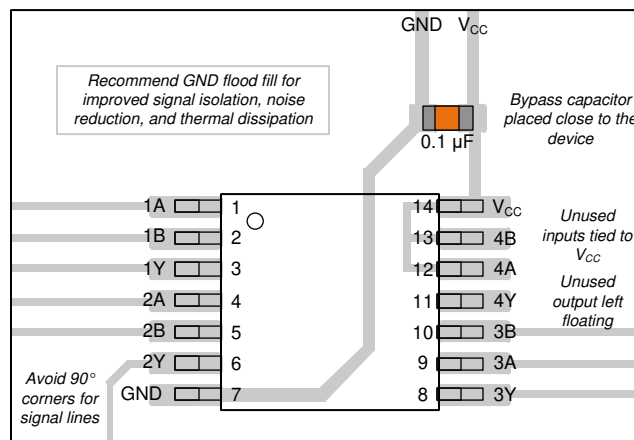 GND VCC
Recommend GND flood fill for
improved signal isolation, noise
reduction, and thermal dissipation
Bypass capacitor
placed close to the
device
0.1 µF
1A 1 14 VCC
1B 2 13 4B
1Y 3 12 4A
2A 4 11 4Y
2B 5 10 3B
2Y 6 9 3A
GND 7 8 3Y
Unused
inputs tied to
VCC
Unused
output left
floating
Avoid 90°
corners for
signal lines